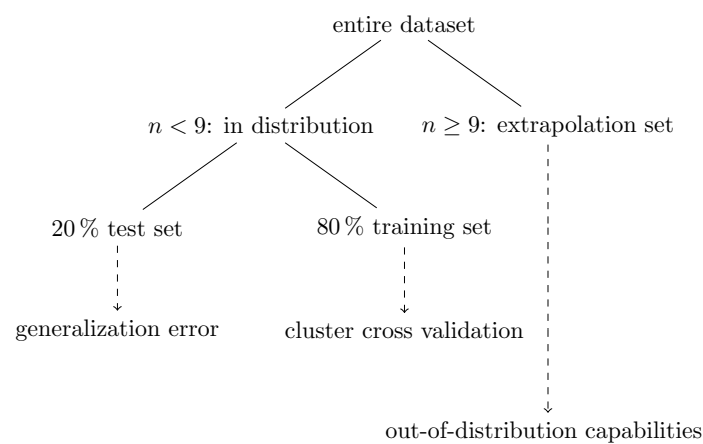 entire dataset
n < 9: in distribution
n ≥ 9: extrapolation set
20 % test set
80 % training set
generalization error
cluster cross validation
out-of-distribution capabilities